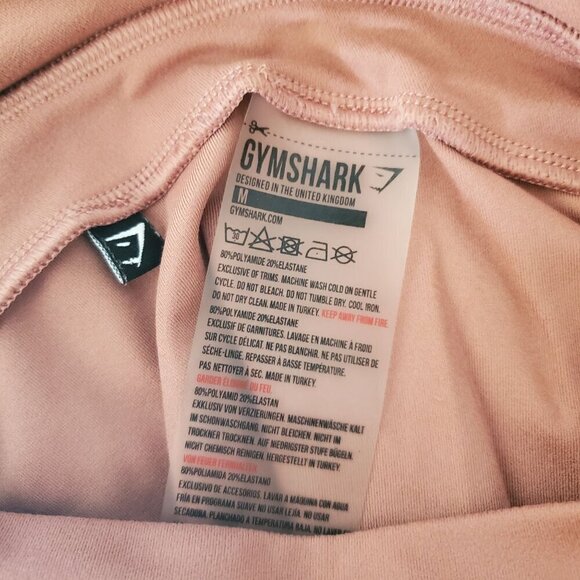 GYMSHARK
DESIGNED IN THE UNITED KINGDOM
M
GYMSHARK.COM
30
80%POLYAMIDE 20%ELASTANE
EXCLUSIVE OF TRIMS. MACHINE WASH COLD ON GENTLE
CYCLE. DO NOT BLEACH. DO NOT TUMBLE DRY. COOL IRON.
DO NOT DRY CLEAN. MADE IN TURKEY. KEEP AWAY FROM FIRE
80%POLYAMIDE 20%ELASTANE
EXCLUSIF DE GARNITURES. LAVAGE EN MACHINE À FROID
SUR CYCLE DÉLICAT. NE PAS BLANCHIR. NE PAS UTILISER DE
SÈCHE-LINGE. REPASSER À BASSE TEMPÉRATURE.
PAS NETTOYER À SEC. MADE IN TURKEY.
GARDER ÉLOIGNÉ DU FEU.
80%POLYAMID 20%ELASTAN
EXKLUSIV VON VERZIERUNGEN. MASCHINENWÄSCHE KALT
IM SCHONWASCHGANG. NICHT BLEICHEN. NICHT IM
TROCKNER TROCKNEN. AUF NIEDRIGSTER STUFE BÜGELN.
NICHT CHEMISCH REINIGEN. HERGESTELLT IN TURKEY
VON FEUER FERNHALTEN.
80%POLIAMIDA 20%ELASTANO
EXCLUSIVO DE ACCESORIOS. LAVAR A MAQUINA CON AGUA
FRIA EN PROGRAMA SUAVE NO USAR LEJÍA. NO USAR
SECADORA. PLANCHADO A TEMPERATURA BAJA.